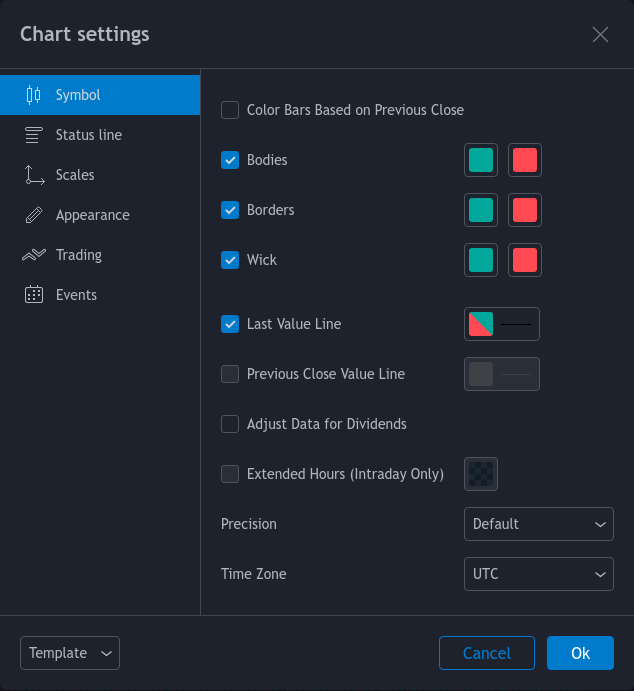 Chart settings
Symbol
Status line
Scales
Appearance
Trading
Events
Color Bars Based on Previous Close
Bodies
Borders
Wick
Last Value Line
Previous Close Value Line
Adjust Data for Dividends
Extended Hours (Intraday Only)
Precision
Default
Time Zone
UTC
Template
Cancel
Ok